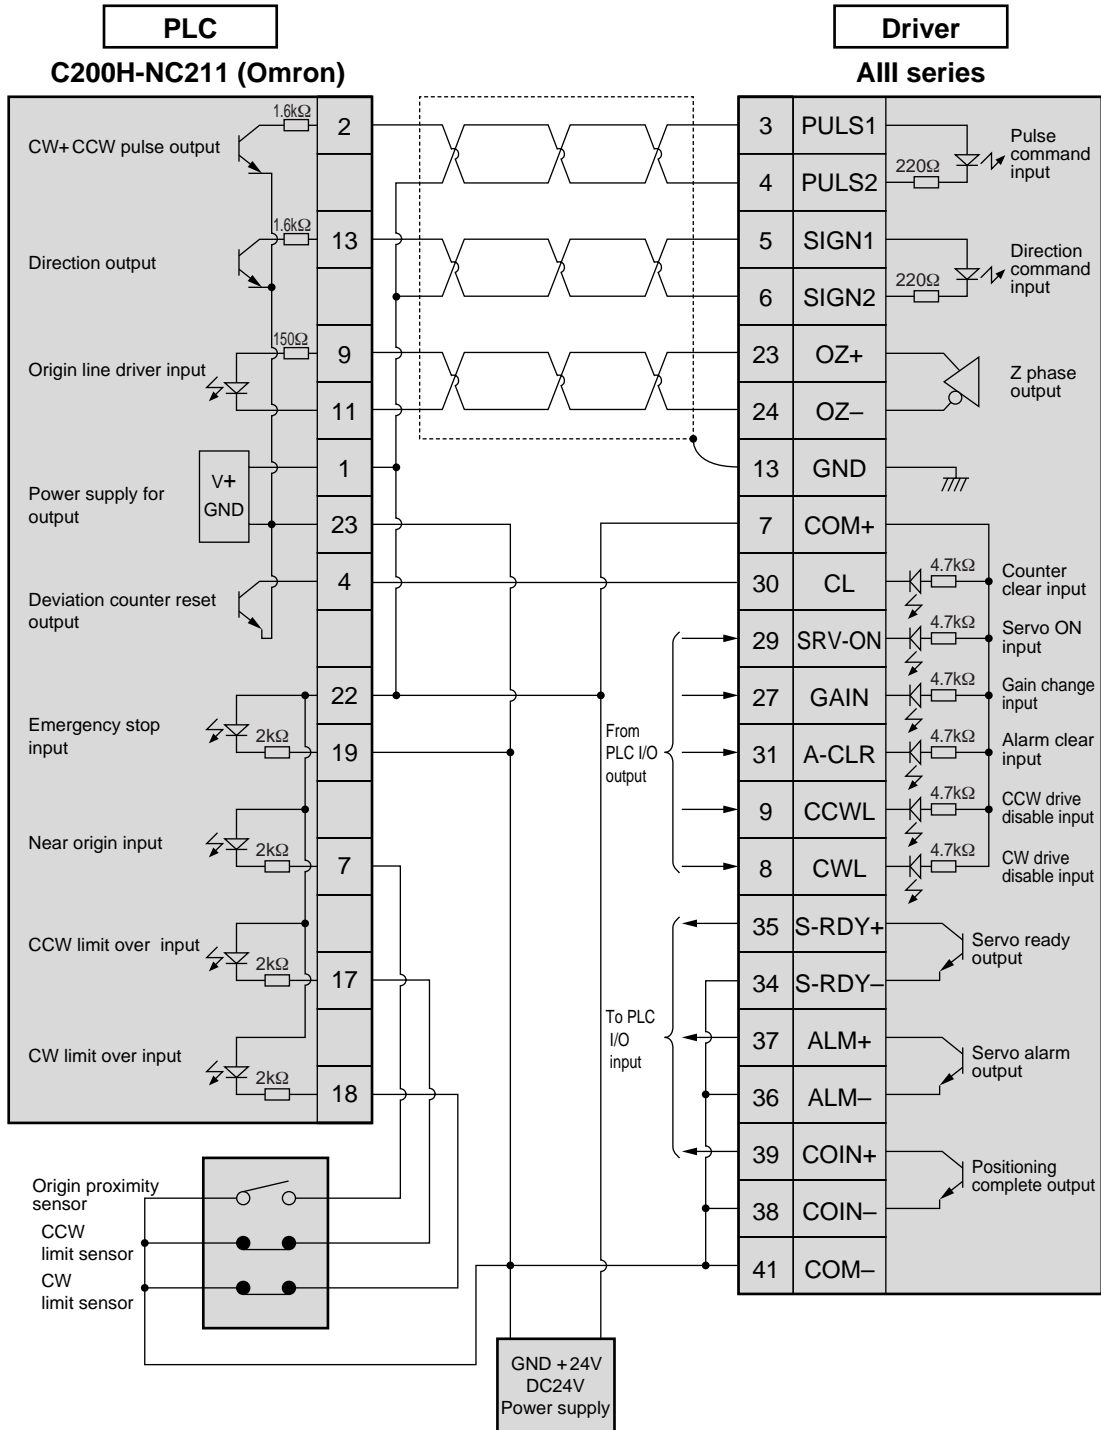 PLC
Driver
C200H-NC211 (Omron)
AIII series
CW+CCW pulse output
1.6kΩ
2
Direction output
1.6kΩ
13
Origin line driver input
150Ω
9
11
Power supply for
output
V+
GND
1
23
Deviation counter reset
output
4
22
Emergency stop
input
2kΩ
19
Near origin input
2kΩ
7
CCW limit over input
2kΩ
17
CW limit over input
2kΩ
18
3 PULS1
4 PULS2
220Ω
Pulse
command
input
5 SIGN1
6 SIGN2
220Ω
Direction
command
input
23 OZ+
24 OZ–
Z phase
output
13 GND
7 COM+
30 CL
4.7kΩ
Counter
clear input
29 SRV-ON
4.7kΩ
Servo ON
input
27 GAIN
4.7kΩ
Gain change
input
31 A-CLR
4.7kΩ
Alarm clear
input
9 CCWL
4.7kΩ
CCW drive
disable input
8 CWL
4.7kΩ
CW drive
disable input
From
PLC I/O
output
35 S-RDY+
34 S-RDY–
Servo ready
output
37 ALM+
36 ALM–
Servo alarm
output
39 COIN+
38 COIN–
Positioning
complete output
41 COM–
To PLC
I/O
input
Origin proximity
sensor
CCW
limit sensor
CW
limit sensor
GND +24V
DC24V
Power supply